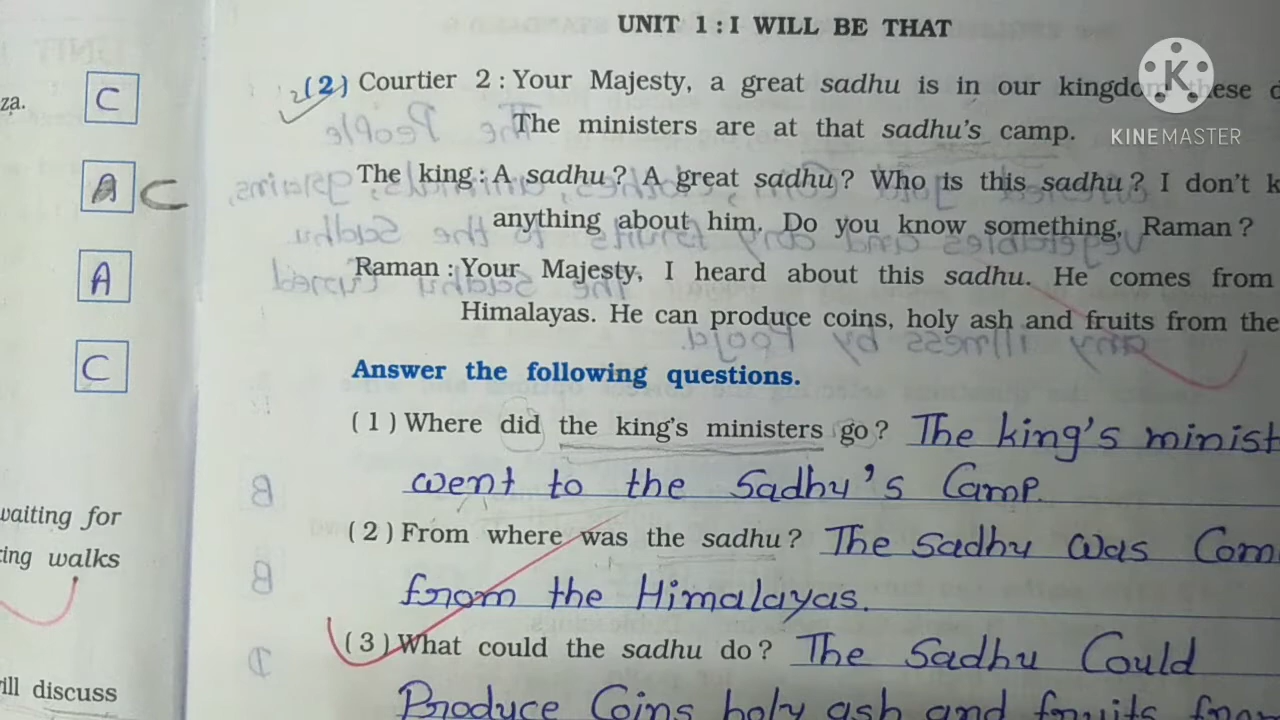 UNIT 1 : I WILL BE THAT
(2) Courtier 2 : Your Majesty, a great sadhu is in our kingdom these
The ministers are at that sadhu's camp.
The king : A sadhu? A great sadhu? Who is this sadhu? I don't k
anything about him. Do you know something, Raman?
Raman : Your Majesty, I heard about this sadhu. He comes from
Himalayas. He can produce coins, holy ash and fruits from the
Answer the following questions.
(1) Where did the king's ministers go? The king's minist
went to the Sadhu's Camp.
(2) From where was the sadhu? The Sadhu was Com
from the Himalayas.
(3) What could the sadhu do? The Sadhu Could
Produce Coins holy ash and fruits from
za.
C
A C
A
C
waiting for
ing walks
ill discuss
K
KINEMASTER